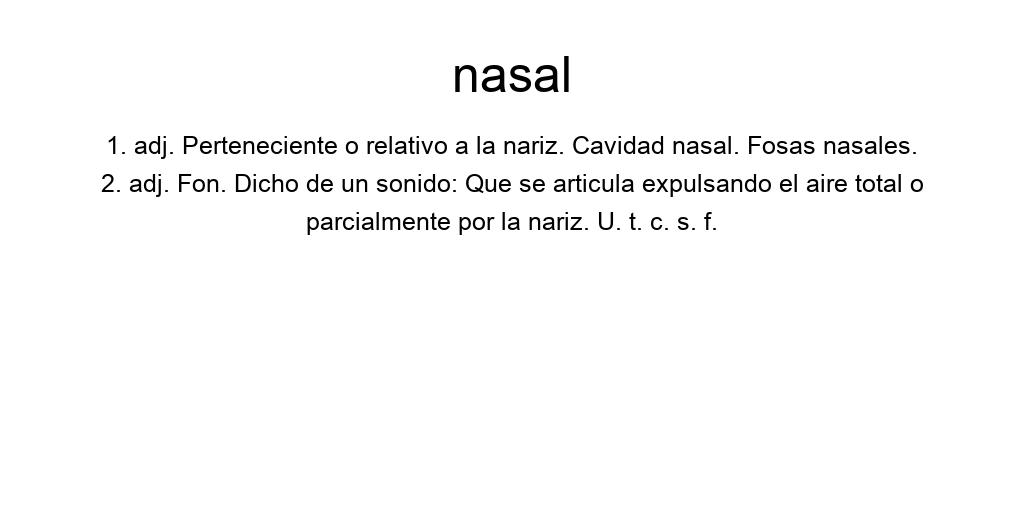 nasal
1. adj. Perteneciente o relativo a la nariz. Cavidad nasal. Fosas nasales.
2. adj. Fon. Dicho de un sonido: Que se articula expulsando el aire total o
parcialmente por la nariz. U. t. c. s. f.